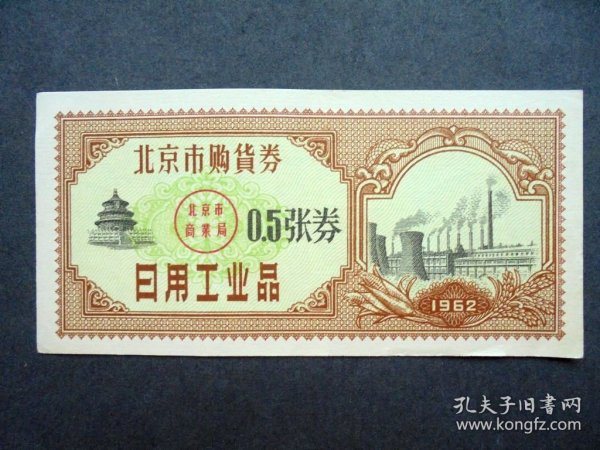 北京市购货券
北京市
商業局
0.5张券
日用工业品
1962
孔夫子旧書网
www.kongfz.com